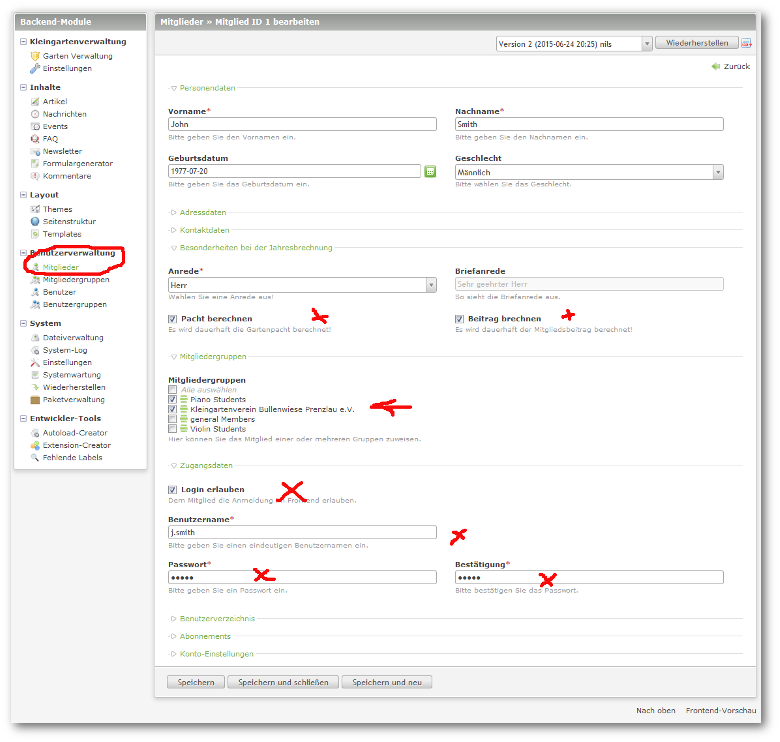 Backend-Module
Kleingartenverwaltung
Garten Verwaltung
Einstellungen
Inhalte
Artikel
Nachrichten
Events
FAQ
Newsletter
Formulargenerator
Kommentare
Layout
Themes
Seitenstruktur
Templates
Benutzerverwaltung
Mitglieder
Mitgliedergruppen
Benutzer
Benutzergruppen
System
Dateiverwaltung
System-Log
Einstellungen
Systemwartung
Wiederherstellen
Paketverwaltung
Entwickler-Tools
Autoload-Creator
Extension-Creator
Fehlende Labels
Mitglieder » Mitglied ID 1 bearbeiten
Version 2 (2015-06-24 20:25) nils Wiederherstellen
Zurück
Personendaten
Vorname* Nachname*
John Smith
Bitte geben Sie den Vornamen ein. Bitte geben Sie den Nachnamen ein.
Geburtsdatum Geschlecht
1977-07-20 Männlich
Bitte geben Sie das Geburtsdatum ein. Bitte wählen Sie das Geschlecht.
Adressdaten
Kontaktdaten
Besonderheiten bei der Jahresbrechnung
Anrede* Briefanrede
Herr Sehr geehrter Herr
Wählen Sie eine Anrede aus! So sieht die Briefanrede aus.
Pacht berechnen Beitrag brechnen
Es wird dauerhaft die Gartenpacht berechnet! Es wird dauerhaft der Mitgliedsbeitrag berechnet!
Mitgliedergruppen
Mitgliedergruppen
Alle auswählen
Piano Students
Kleingartenverein Bullenwiese Prenzlau e.V.
general Members
Violin Students
Hier können Sie das Mitglied einer oder mehreren Gruppen zuweisen.
Zugangsdaten
Login erlauben
Dem Mitglied die Anmeldung Frontend erlauben.
Benutzername*
j.smith
Bitte geben Sie einen eindeutigen Benutzernamen ein.
Passwort* Bestätigung*
●●●●● ●●●●●
Bitte geben Sie ein Passwort ein. Bitte bestätigen Sie das Passwort.
Benutzerverzeichnis
Abonnements
Konto-Einstellungen
Speichern Speichern und schließen Speichern und neu
Nach oben Frontend-Vorschau